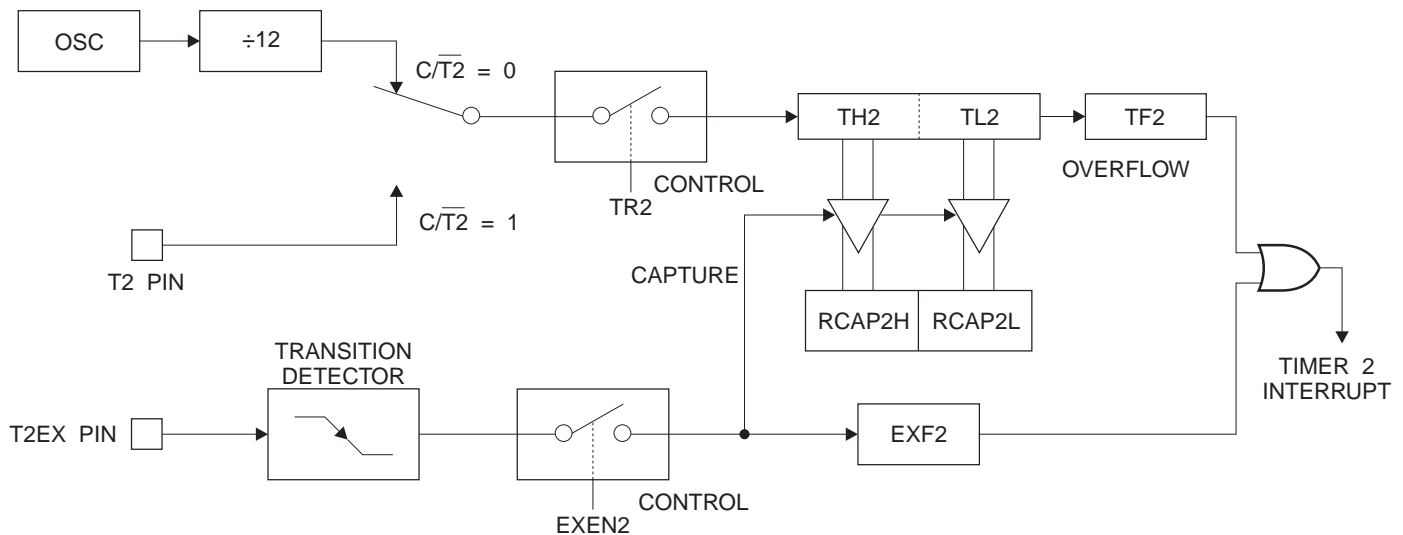 OSC
÷12
C/T2̅ = 0
TH2
TL2
TF2
OVERFLOW
CONTROL
TR2
C/T2̅ = 1
T2 PIN
CAPTURE
RCAP2H
RCAP2L
TRANSITION
DETECTOR
TIMER 2
INTERRUPT
T2EX PIN
EXF2
CONTROL
EXEN2